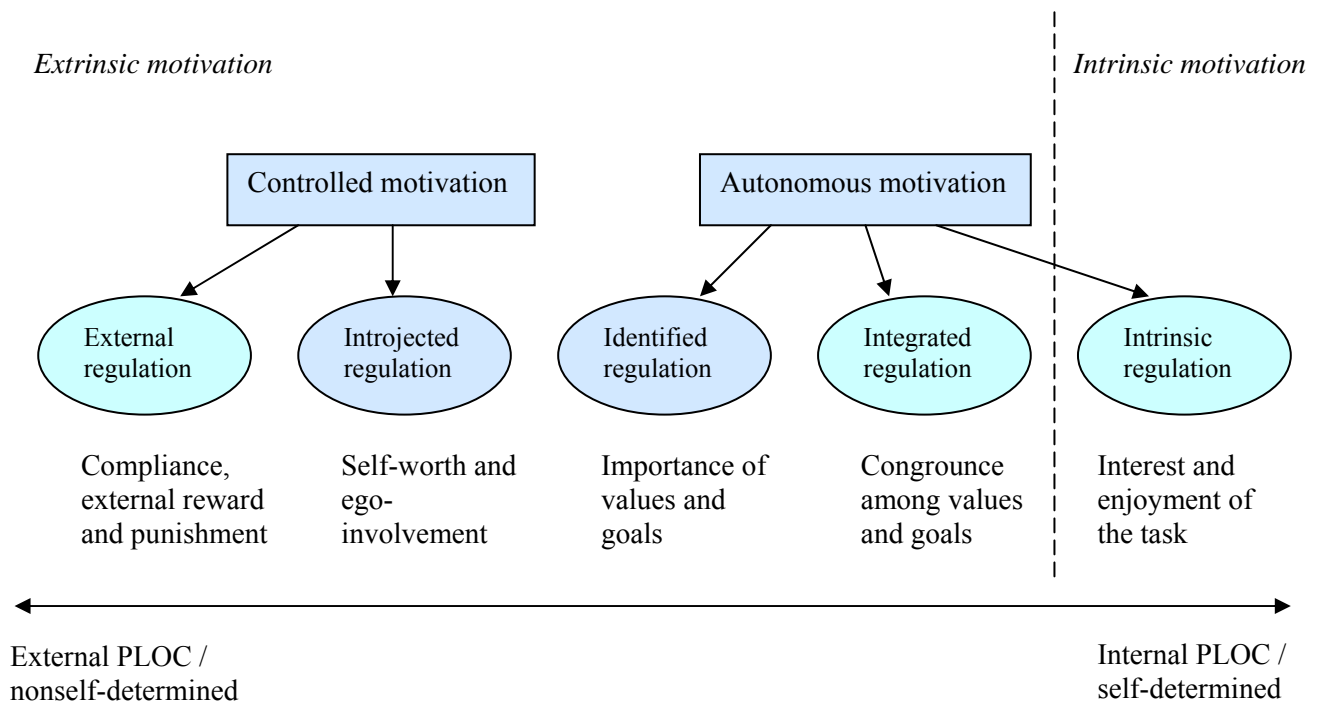 Extrinsic motivation
Intrinsic motivation
Controlled motivation
Autonomous motivation
External
regulation
Introjected
regulation
Identified
regulation
Integrated
regulation
Intrinsic
regulation
Compliance,
external reward
and punishment
Self-worth and
ego-
involvement
Importance of
values and
goals
Congrounce
among values
and goals
Interest and
enjoyment of
the task
External PLOC /
nonself-determined
Internal PLOC /
self-determined